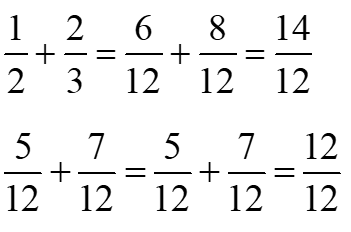 1/2 + 2/3 = 6/12 + 8/12 = 14/12
5/12 + 7/12 = 5/12 + 7/12 = 12/12